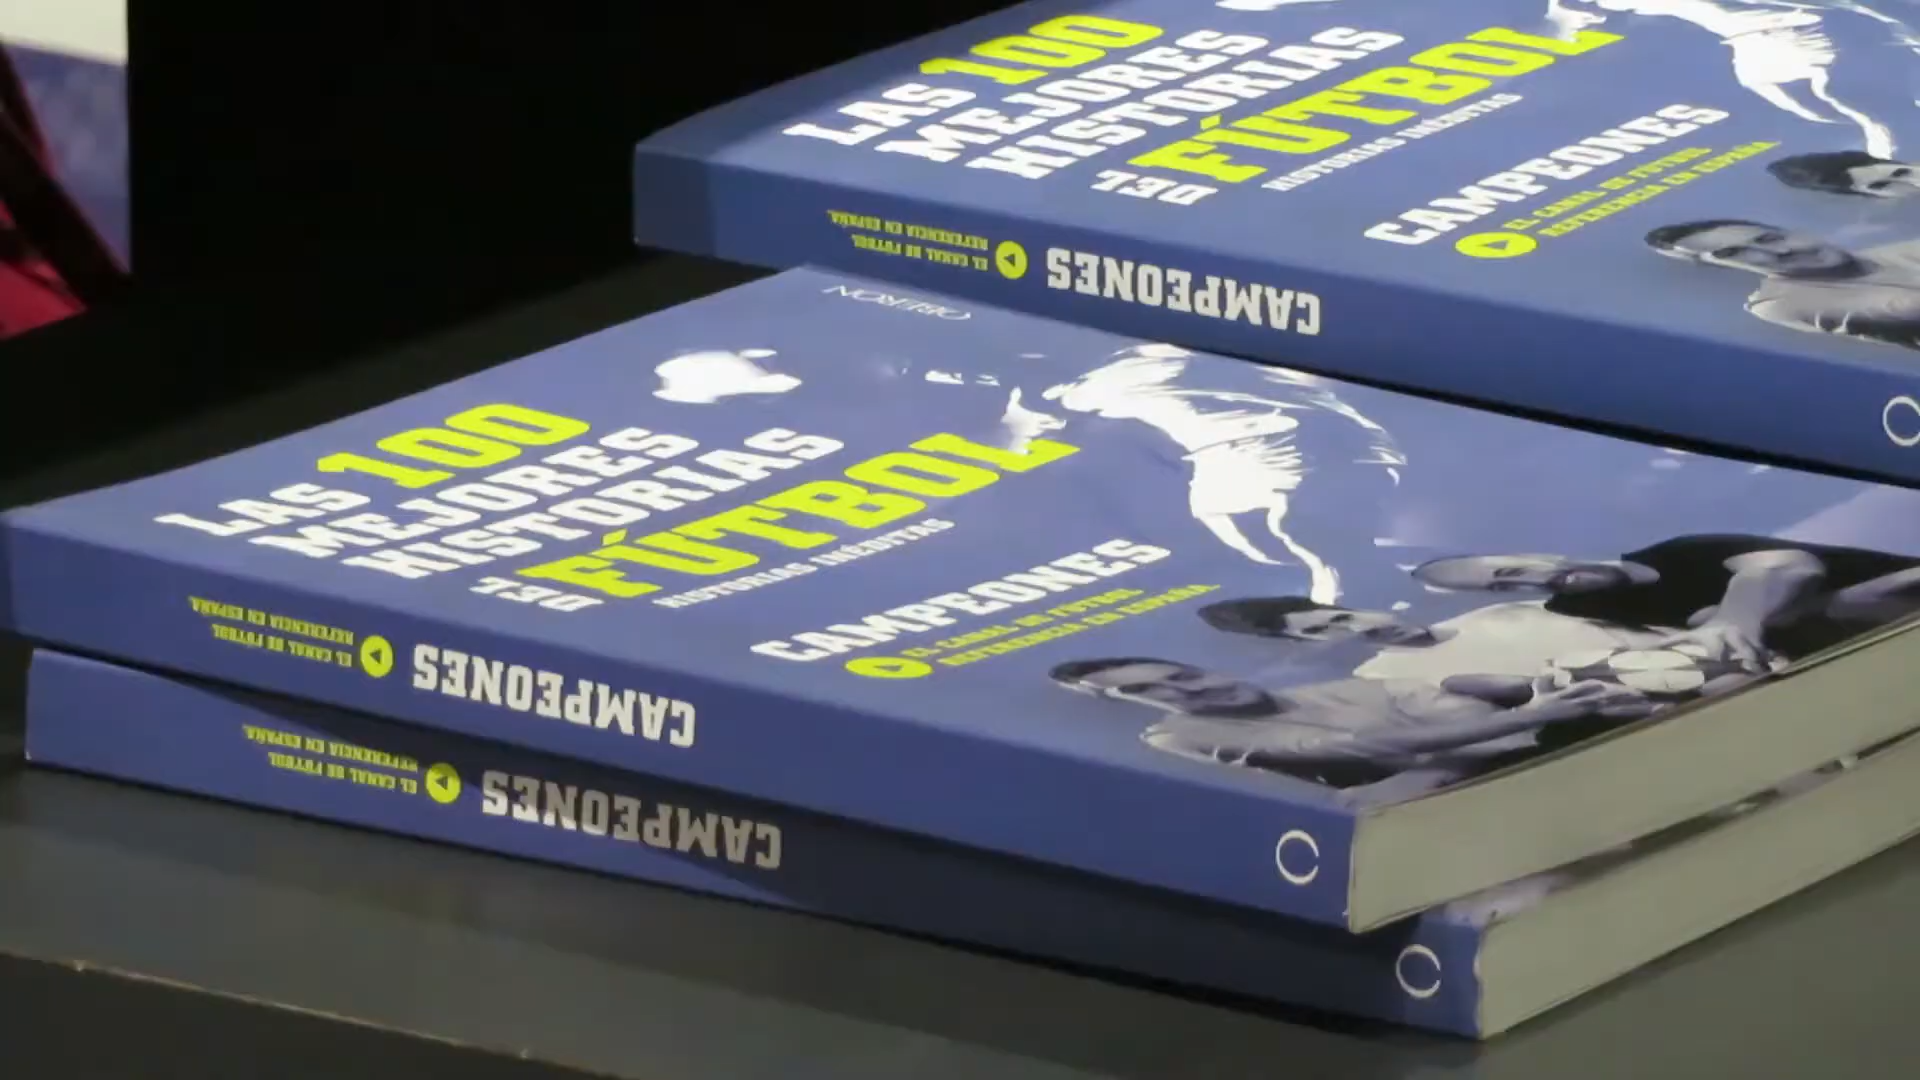 LAS 100
MEJORES
HISTORIAS
DEL FÚTBOL
HISTORIAS INÉDITAS
CAMPEONES
EL CANAL DE FÚTBOL
REFERENCIA EN ESPAÑA
CAMPEONES
EL CANAL DE FÚTBOL
REFERENCIA EN ESPAÑA
OBERON
LAS 100
MEJORES
HISTORIAS
DEL FÚTBOL
HISTORIAS INÉDITAS
CAMPEONES
EL CANAL DE FÚTBOL
REFERENCIA EN ESPAÑA
CAMPEONES
EL CANAL DE FÚTBOL
REFERENCIA EN ESPAÑA
CAMPEONES
EL CANAL DE FÚTBOL
REFERENCIA EN ESPAÑA